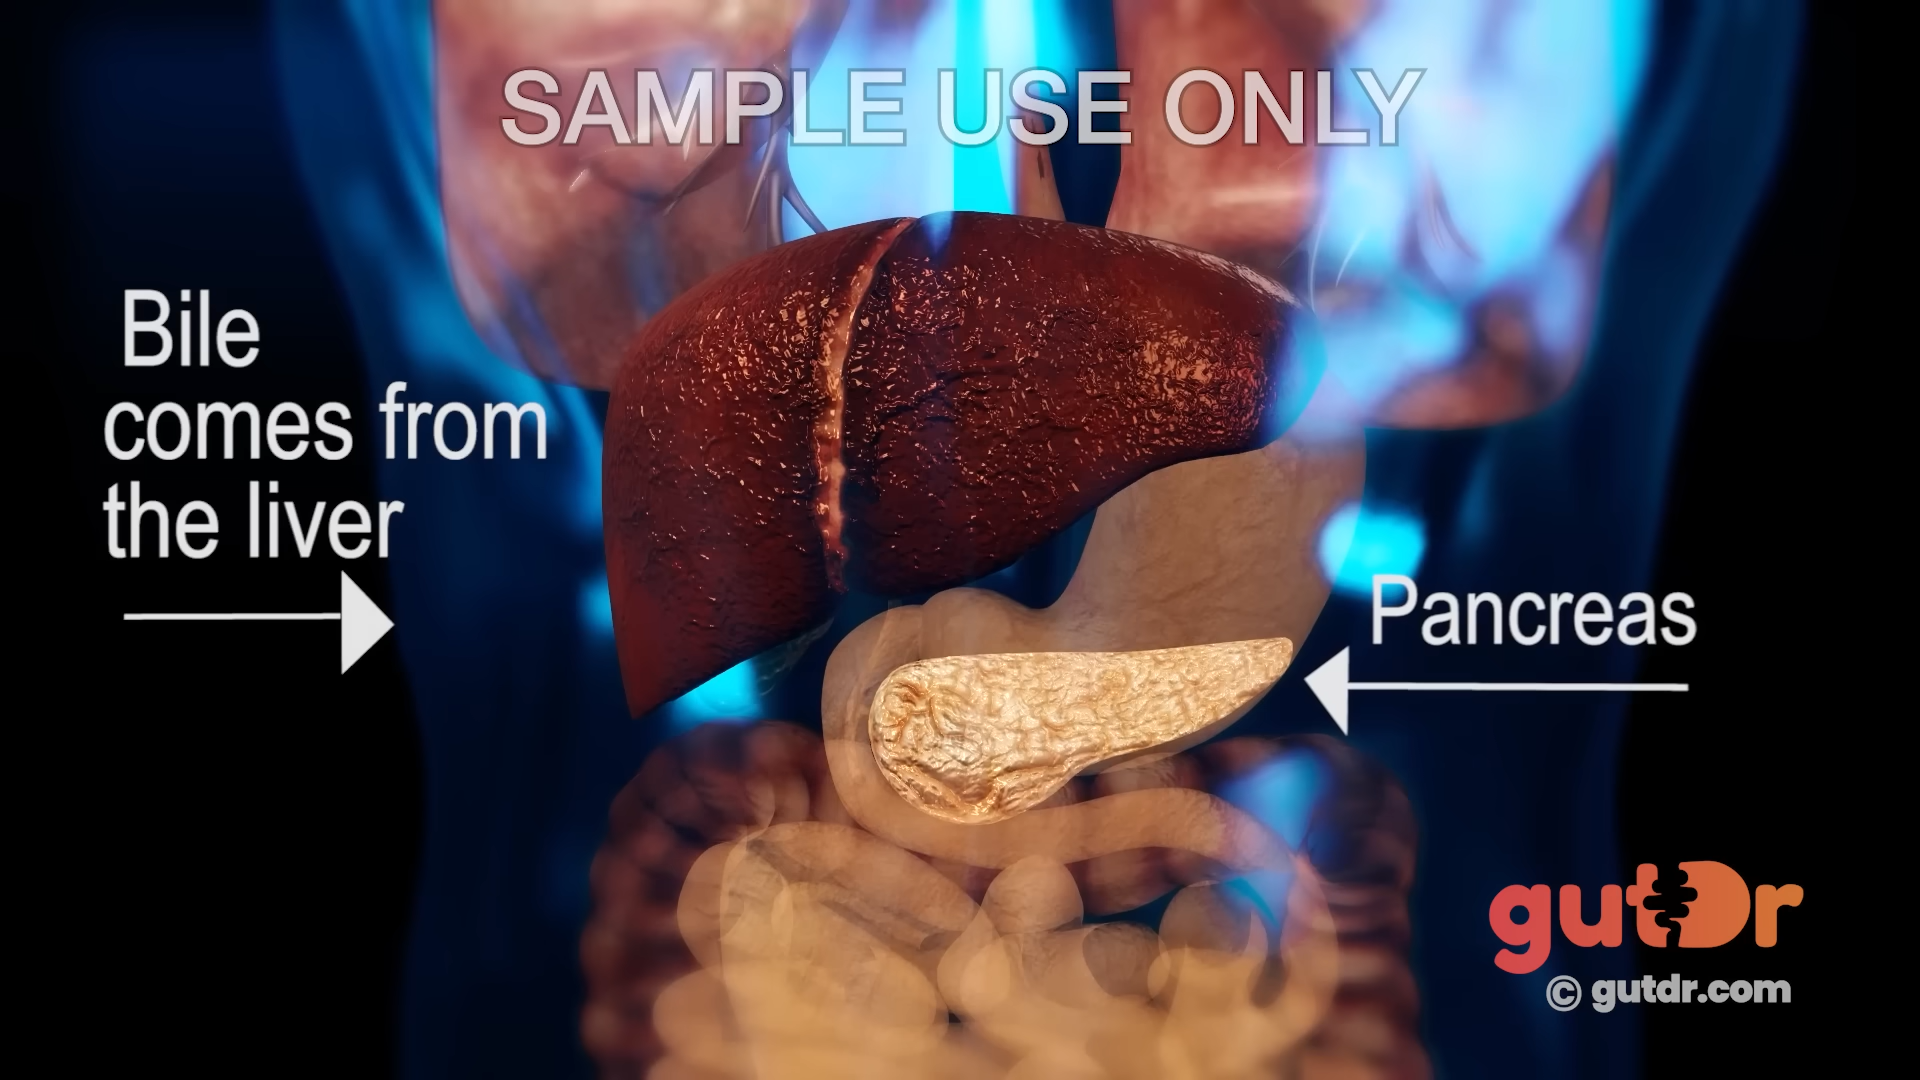 SAMPLE USE ONLY
Bile
comes from
the liver
Pancreas
gutDr
© gutdr.com